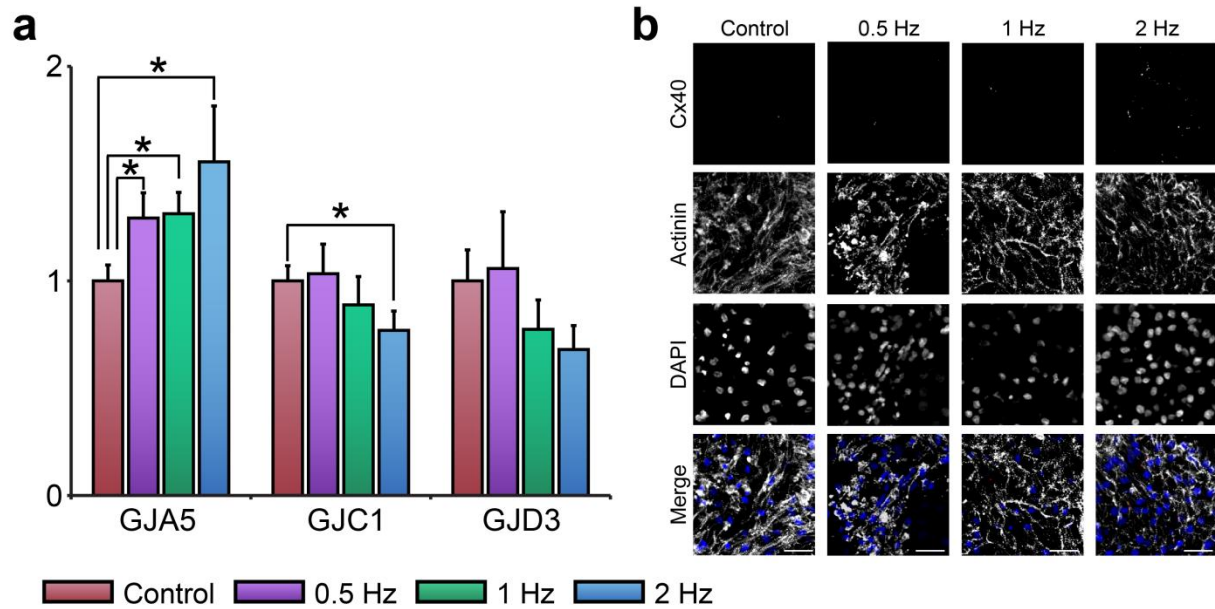 a
2
1
0
*
*
*
*
GJA5 GJC1 GJD3
Control 0.5 Hz 1 Hz 2 Hz
b
Control 0.5 Hz 1 Hz 2 Hz
Cx40
Actinin
DAPI
Merge